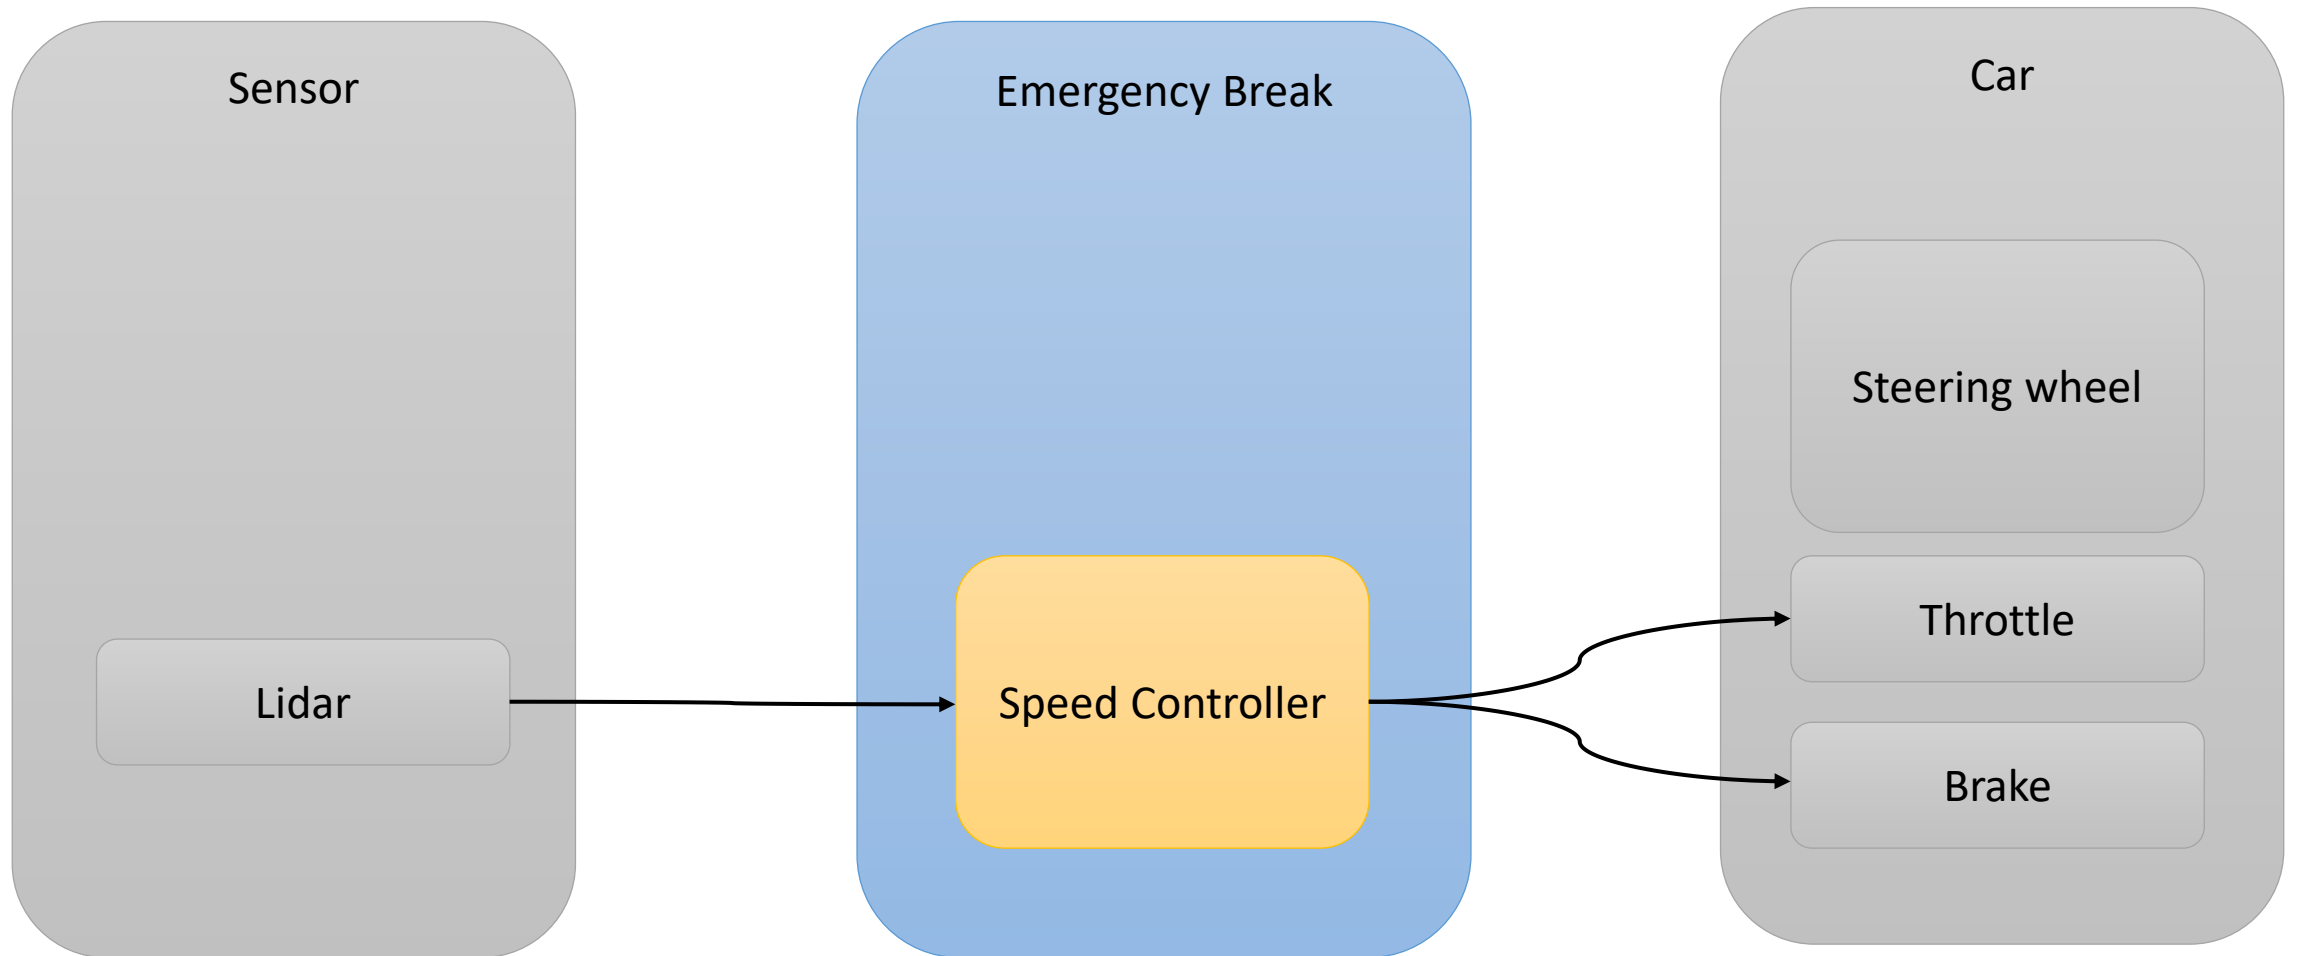 Sensor
Lidar
Emergency Break
Speed Controller
Car
Steering wheel
Throttle
Brake